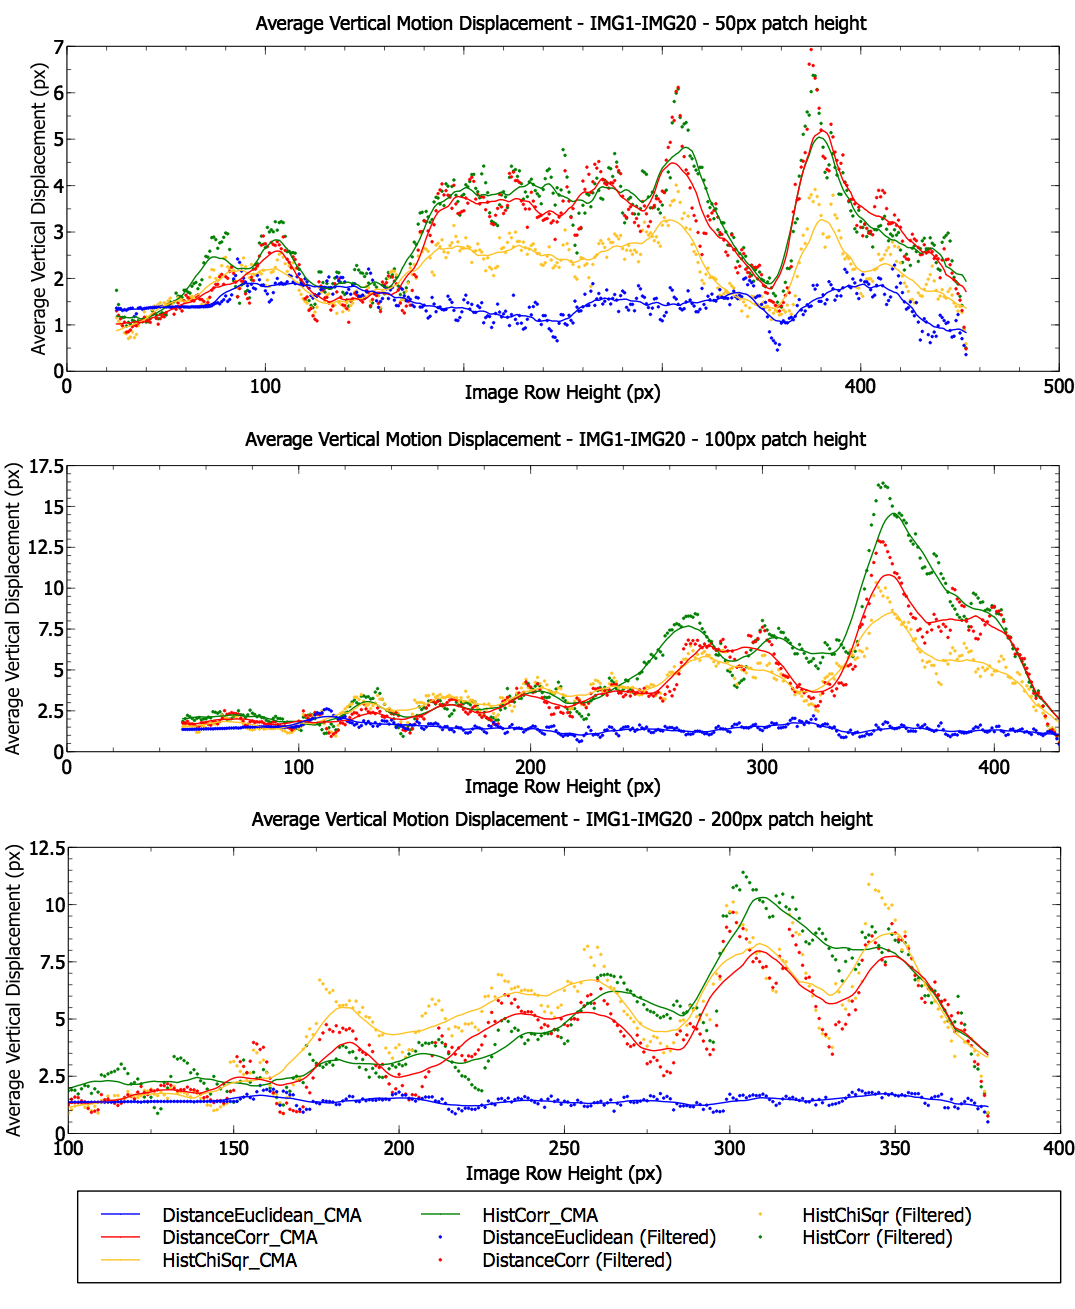 Average Vertical Motion Displacement - IMG1-IMG20 - 50px patch height
Average Vertical Displacement (px)
7
6
5
4
3
2
1
0
0 100 400 500
Image Row Height (px)
Average Vertical Motion Displacement - IMG1-IMG20 - 100px patch height
Average Vertical Displacement (px)
17.5
15
12.5
10
7.5
5
2.5
0
0 100 200 300 400
Image Row Height (px)
Average Vertical Motion Displacement - IMG1-IMG20 - 200px patch height
Average Vertical Displacement (px)
12.5
10
7.5
5
2.5
0
100 150 200 250 300 350 400
Image Row Height (px)
DistanceEuclidean_CMA HistCorr_CMA HistChiSqr (Filtered)
DistanceCorr_CMA DistanceEuclidean (Filtered) HistCorr (Filtered)
HistChiSqr_CMA DistanceCorr (Filtered)